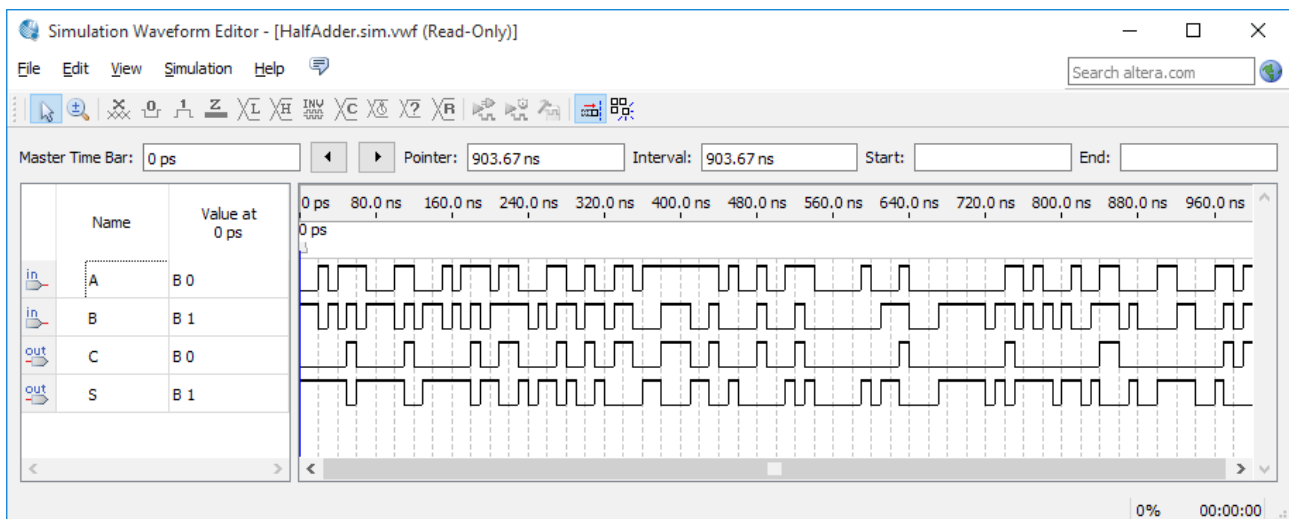 Simulation Waveform Editor - [HalfAdder.sim.vwf (Read-Only)]
File Edit View Simulation Help
Search altera.com
Master Time Bar: 0 ps Pointer: 903.67 ns Interval: 903.67 ns Start: End:
Name Value at 0 ps
0 ps 80.0 ns 160.0 ns 240.0 ns 320.0 ns 400.0 ns 480.0 ns 560.0 ns 640.0 ns 720.0 ns 800.0 ns 880.0 ns 960.0 ns
0 ps
in A B 0
in B B 1
out C B 0
out S B 1
0% 00:00:00